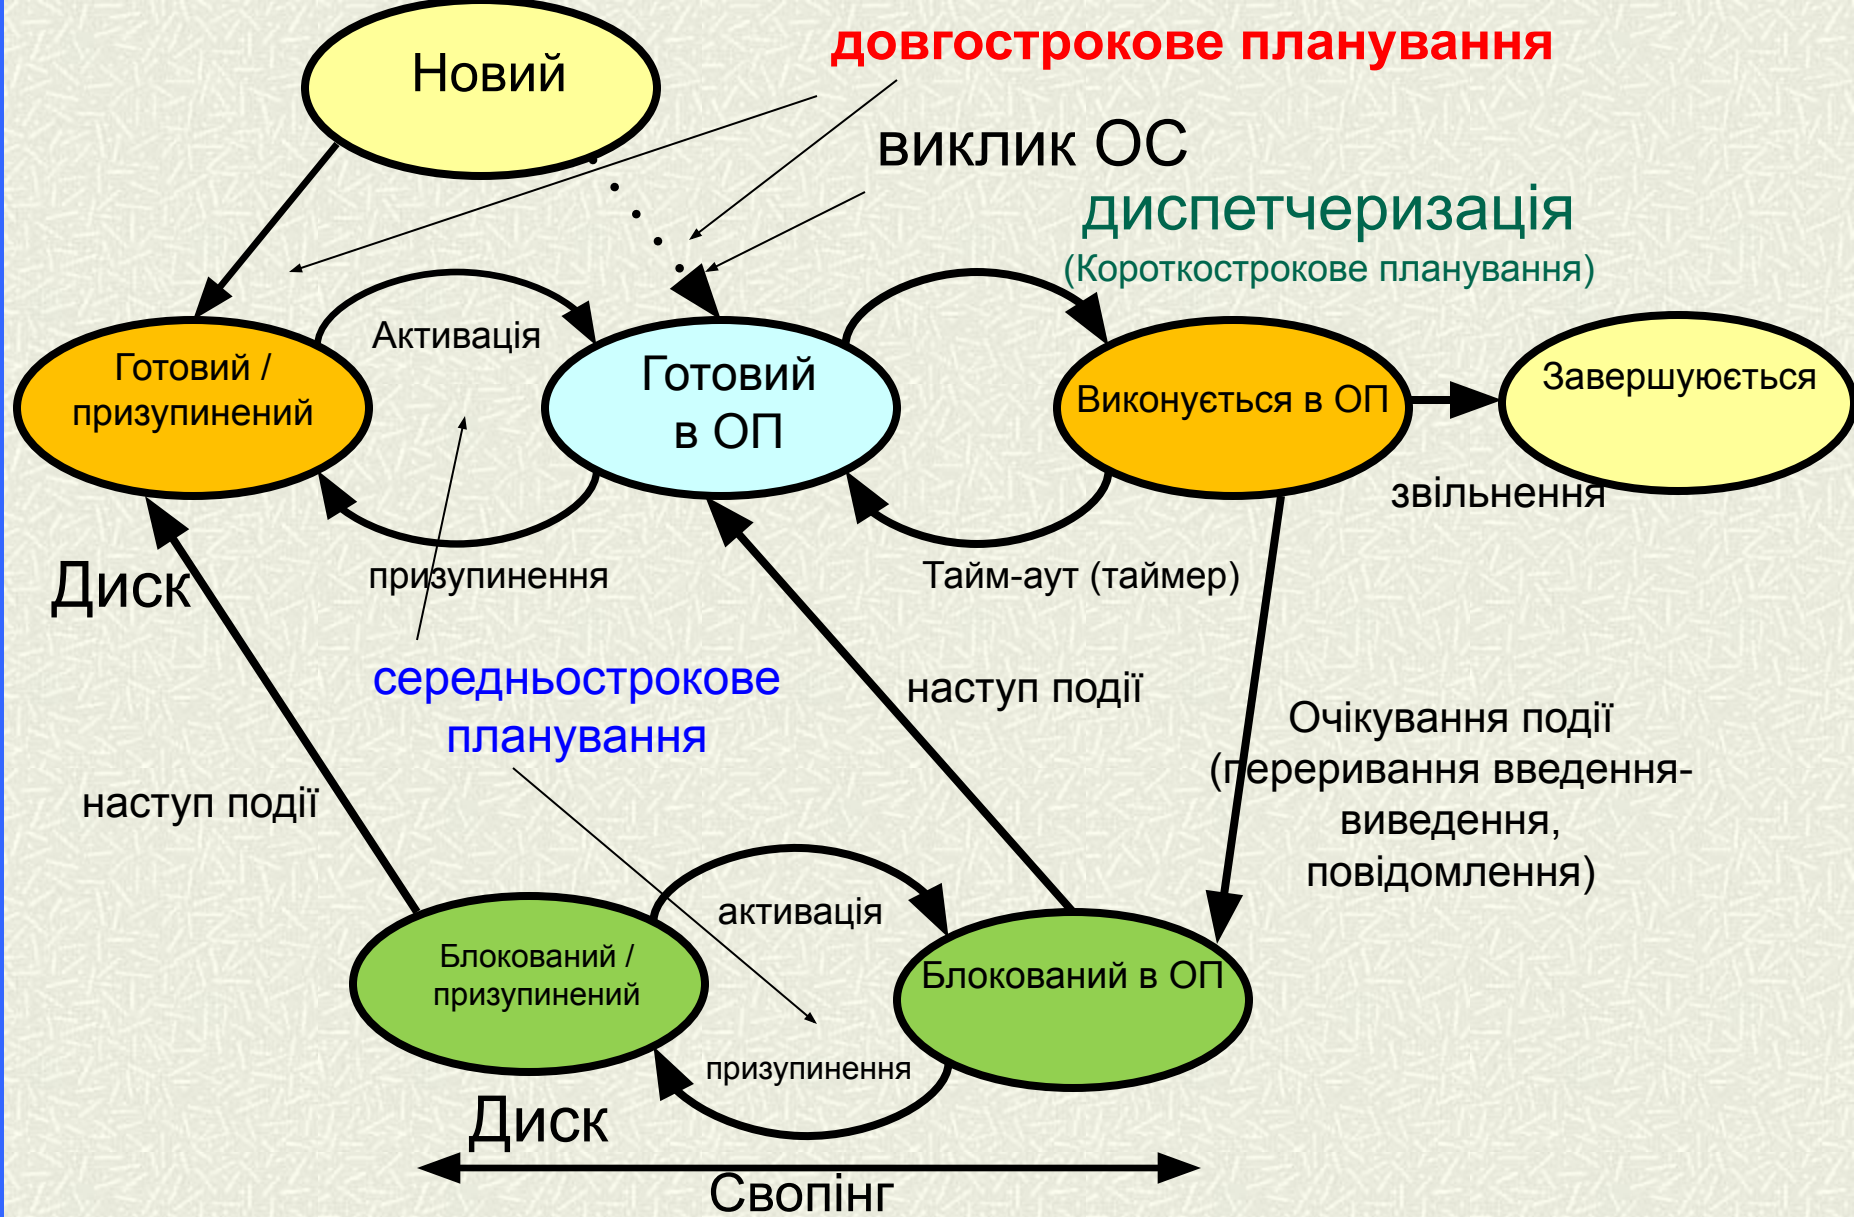 Новий
довгострокове планування
виклик ОС
диспетчеризація
(Короткострокове планування)
Активація
Готовий /
призупинений
Готовий
в ОП
Виконується в ОП
Завершуюється
звільнення
Диск
призупинення
Тайм-аут (таймер)
середньострокове
планування
наступ події
Очікування події
(переривання введення-
виведення,
повідомлення)
наступ події
активація
Блокований /
призупинений
Блокований в ОП
призупинення
Диск
Свопінг